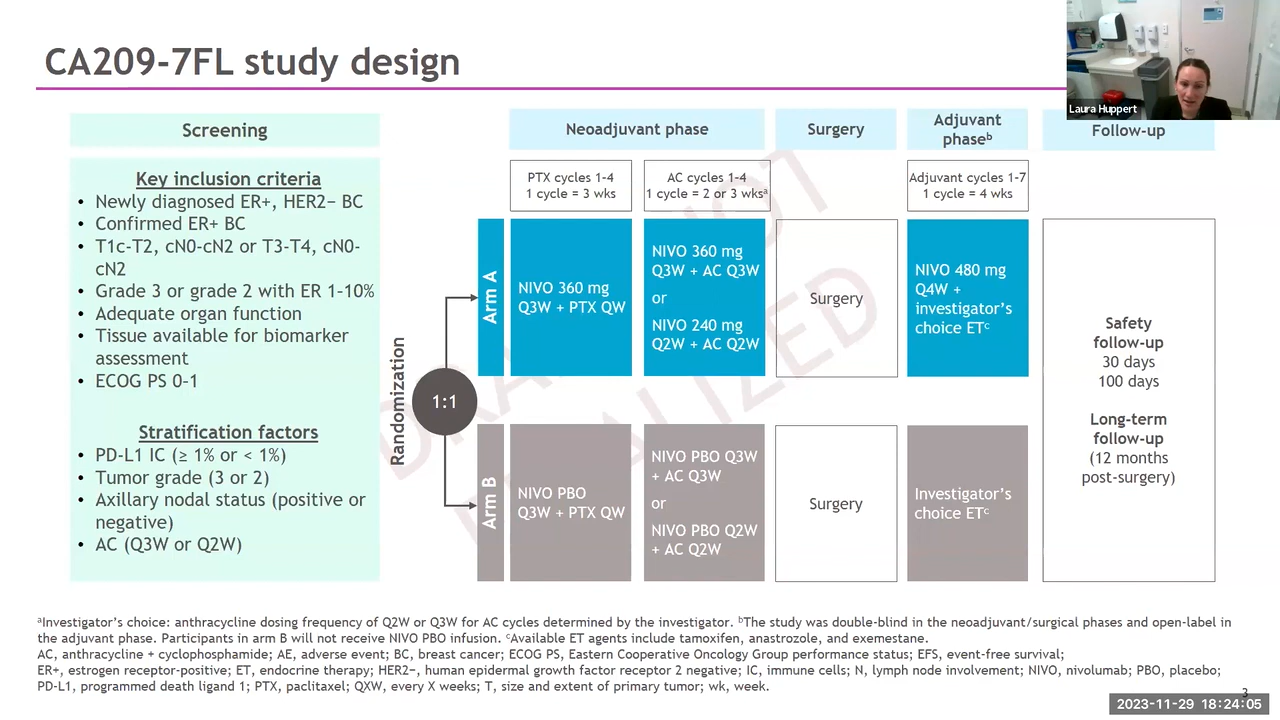 CA209-7FL study design
Laura Huppert
Screening
Key inclusion criteria
• Newly diagnosed ER+, HER2− BC
• Confirmed ER+ BC
• T1c-T2, cN0-cN2 or T3-T4, cN0-
cN2
• Grade 3 or grade 2 with ER 1-10%
• Adequate organ function
• Tissue available for biomarker
assessment
• ECOG PS 0-1
Stratification factors
• PD-L1 IC (≥ 1% or < 1%)
• Tumor grade (3 or 2)
• Axillary nodal status (positive or
negative)
• AC (Q3W or Q2W)
Randomization
1:1
Neoadjuvant phase
Surgery
Adjuvant
phaseᵇ
Follow-up
PTX cycles 1-4
1 cycle = 3 wks
AC cycles 1-4
1 cycle = 2 or 3 wksᵃ
Adjuvant cycles 1-7
1 cycle = 4 wks
Arm A
NIVO 360 mg
Q3W + PTX QW
NIVO 360 mg
Q3W + AC Q3W
or
NIVO 240 mg
Q2W + AC Q2W
Surgery
NIVO 480 mg
Q4W +
investigator's
choice ETᶜ
Arm B
NIVO PBO
Q3W + PTX QW
NIVO PBO Q3W
+ AC Q3W
or
NIVO PBO Q2W
+ AC Q2W
Surgery
Investigator's
choice ETᶜ
Safety
follow-up
30 days
100 days
Long-term
follow-up
(12 months
post-surgery)
ᵃInvestigator's choice: anthracycline dosing frequency of Q2W or Q3W for AC cycles determined by the investigator. ᵇThe study was double-blind in the neoadjuvant/surgical phases and open-label in
the adjuvant phase. Participants in arm B will not receive NIVO PBO infusion. ᶜAvailable ET agents include tamoxifen, anastrozole, and exemestane.
AC, anthracycline + cyclophosphamide; AE, adverse event; BC, breast cancer; ECOG PS, Eastern Cooperative Oncology Group performance status; EFS, event-free survival;
ER+, estrogen receptor-positive; ET, endocrine therapy; HER2−, human epidermal growth factor receptor 2 negative; IC, immune cells; N, lymph node involvement; NIVO, nivolumab; PBO, placebo;
PD-L1, programmed death ligand 1; PTX, paclitaxel; QXW, every X weeks; T, size and extent of primary tumor; wk, week.
3
2023-11-29 18:24:05